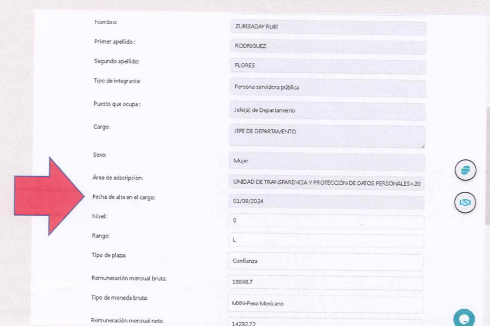 Nombre:
ZURISADAY RUBÍ
Primer apellido:
RODRIGUEZ
Segundo apellido:
FLORES
Tipo de integrante:
Persona servidora pública
Puesto que ocupa:
Jefe(a) de Departamento
Cargo:
JEFE DE DEPARTAMENTO
Sexo:
Mujer
Área de adscripción:
UNIDAD DE TRANSPARENCIA Y PROTECCIÓN DE DATOS PERSONALES>20
Fecha de alta en el cargo:
01/08/2024
Nivel:
0
Rango:
L
Tipo de plaza:
Confianza
Remuneración mensual bruta:
18898.7
Tipo de moneda bruta:
MXN-Peso Mexicano
Remuneración mensual neta:
14292.72